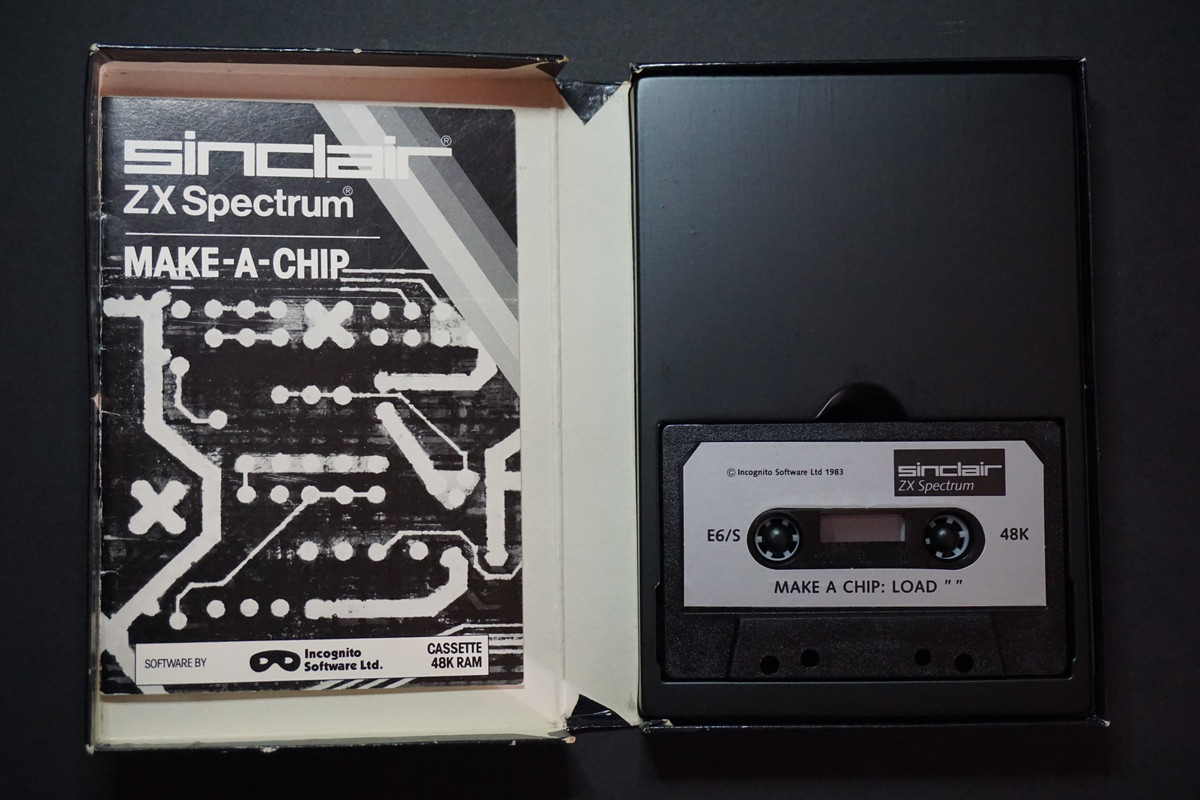 sinclair®
ZX Spectrum®
MAKE-A-CHIP
SOFTWARE BY
Incognito
Software Ltd.
CASSETTE
48K RAM
© Incognito Software Ltd 1983
sinclair
ZX Spectrum
E6/S
48K
MAKE A CHIP: LOAD " "